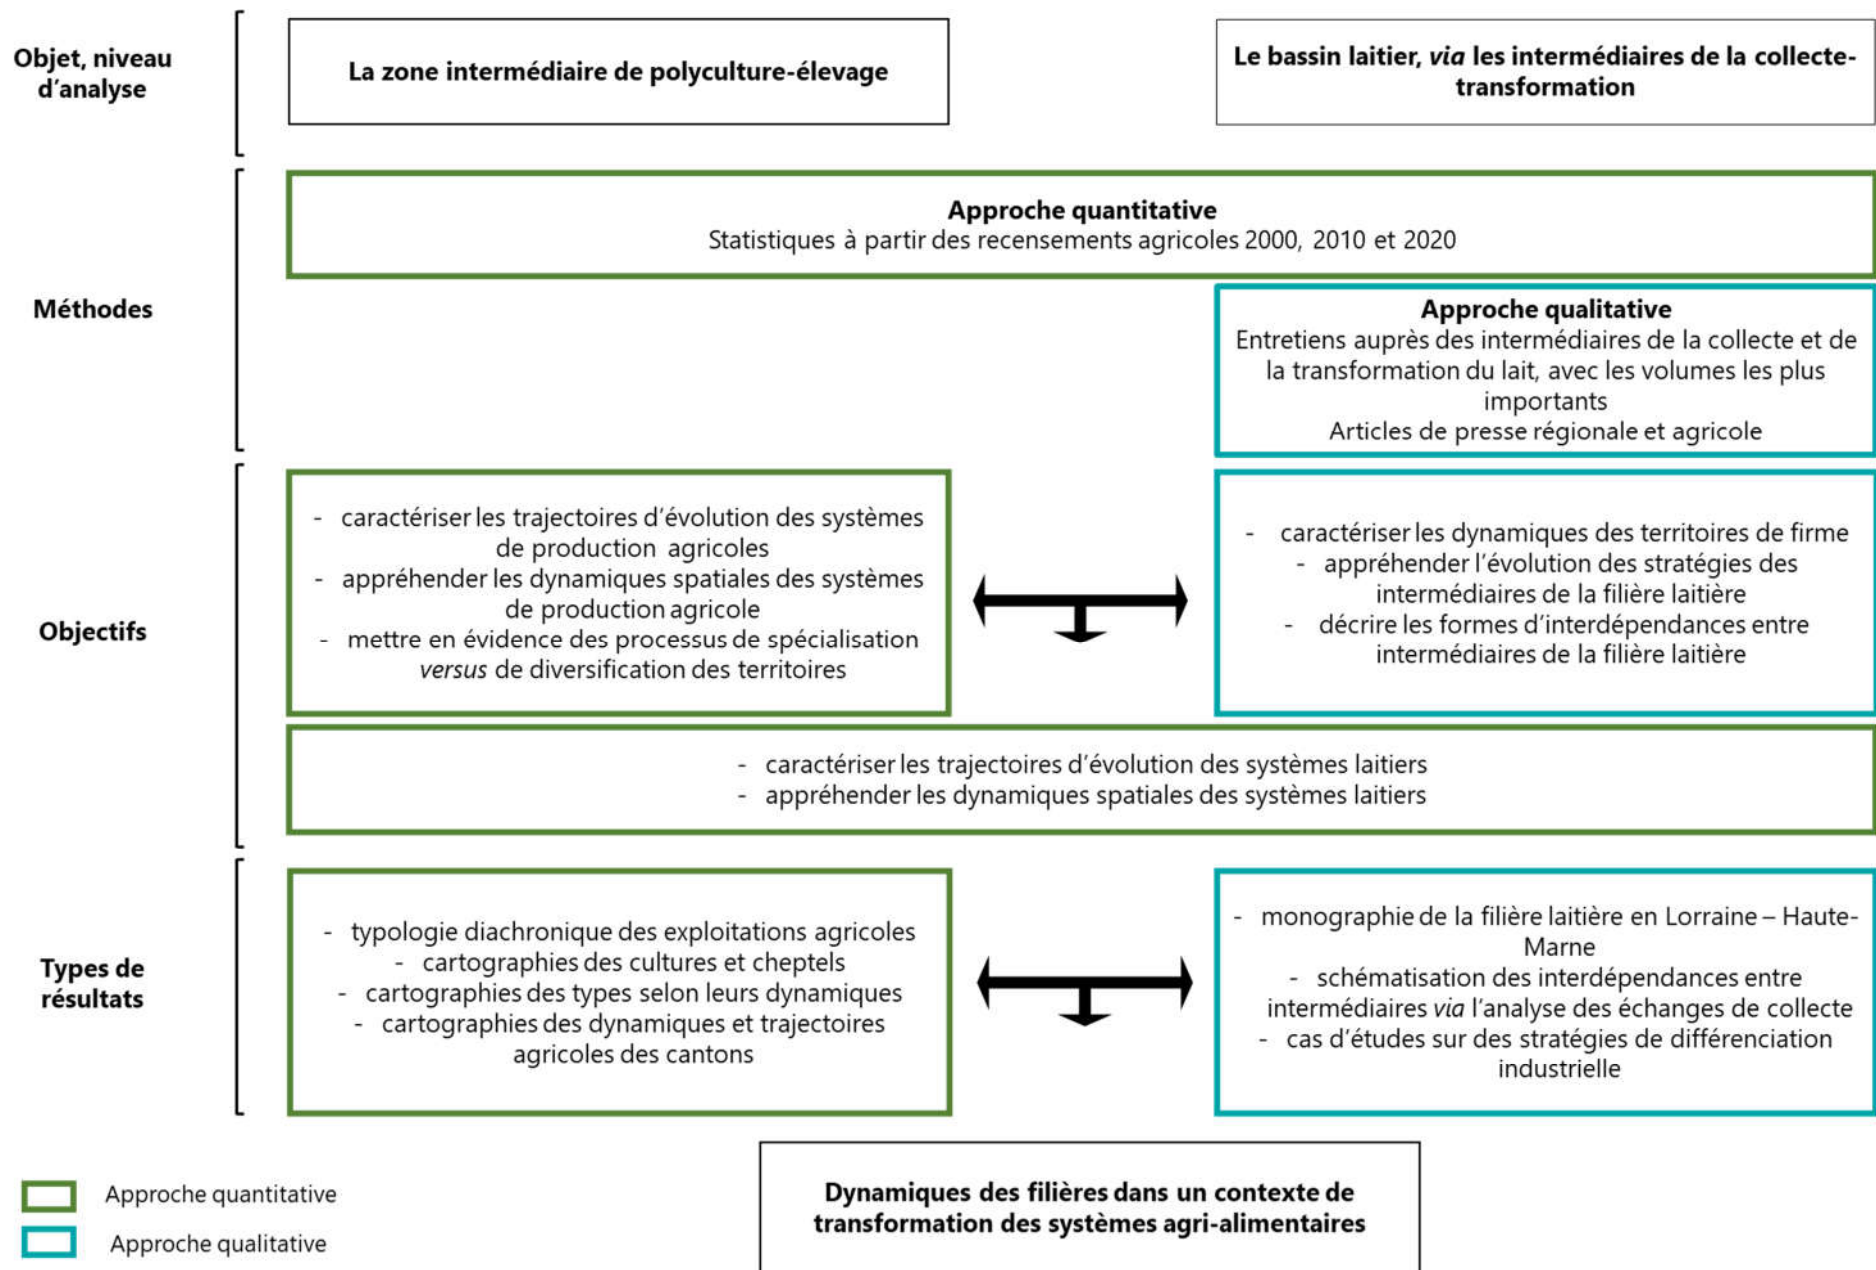 Objet, niveau
d'analyse
La zone intermédiaire de polyculture-élevage
Le bassin laitier, via les intermédiaires de la collecte-
transformation
Méthodes
Approche quantitative
Statistiques à partir des recensements agricoles 2000, 2010 et 2020
Approche qualitative
Entretiens auprès des intermédiaires de la collecte et de
la transformation du lait, avec les volumes les plus
importants
Articles de presse régionale et agricole
Objectifs
- caractériser les trajectoires d'évolution des systèmes
de production agricoles
- appréhender les dynamiques spatiales des systèmes
de production agricole
- mettre en évidence des processus de spécialisation
versus de diversification des territoires
- caractériser les dynamiques des territoires de firme
- appréhender l'évolution des stratégies des
intermédiaires de la filière laitière
- décrire les formes d'interdépendances entre
intermédiaires de la filière laitière
- caractériser les trajectoires d'évolution des systèmes laitiers
- appréhender les dynamiques spatiales des systèmes laitiers
Types de
résultats
- typologie diachronique des exploitations agricoles
- cartographies des cultures et cheptels
- cartographies des types selon leurs dynamiques
- cartographies des dynamiques et trajectoires
agricoles des cantons
- monographie de la filière laitière en Lorraine – Haute-
Marne
- schématisation des interdépendances entre
intermédiaires via l'analyse des échanges de collecte
- cas d'études sur des stratégies de différenciation
industrielle
Approche quantitative
Approche qualitative
Dynamiques des filières dans un contexte de
transformation des systèmes agri-alimentaires